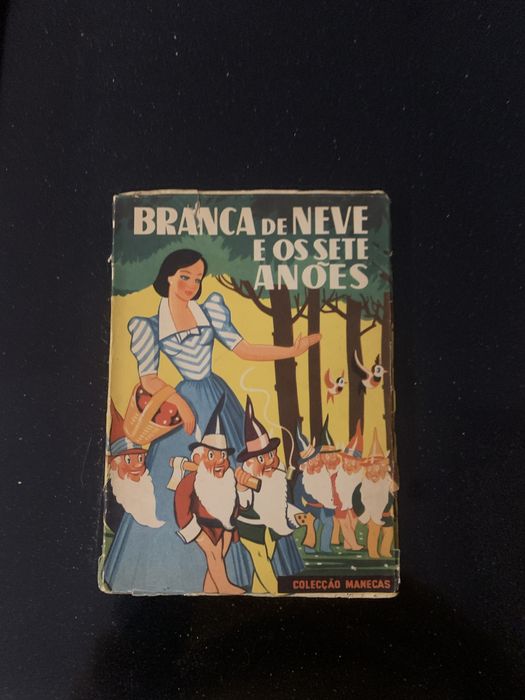 BRANCA DE NEVE
E OS SETE
ANÕES
COLECÇÃO MANECAS